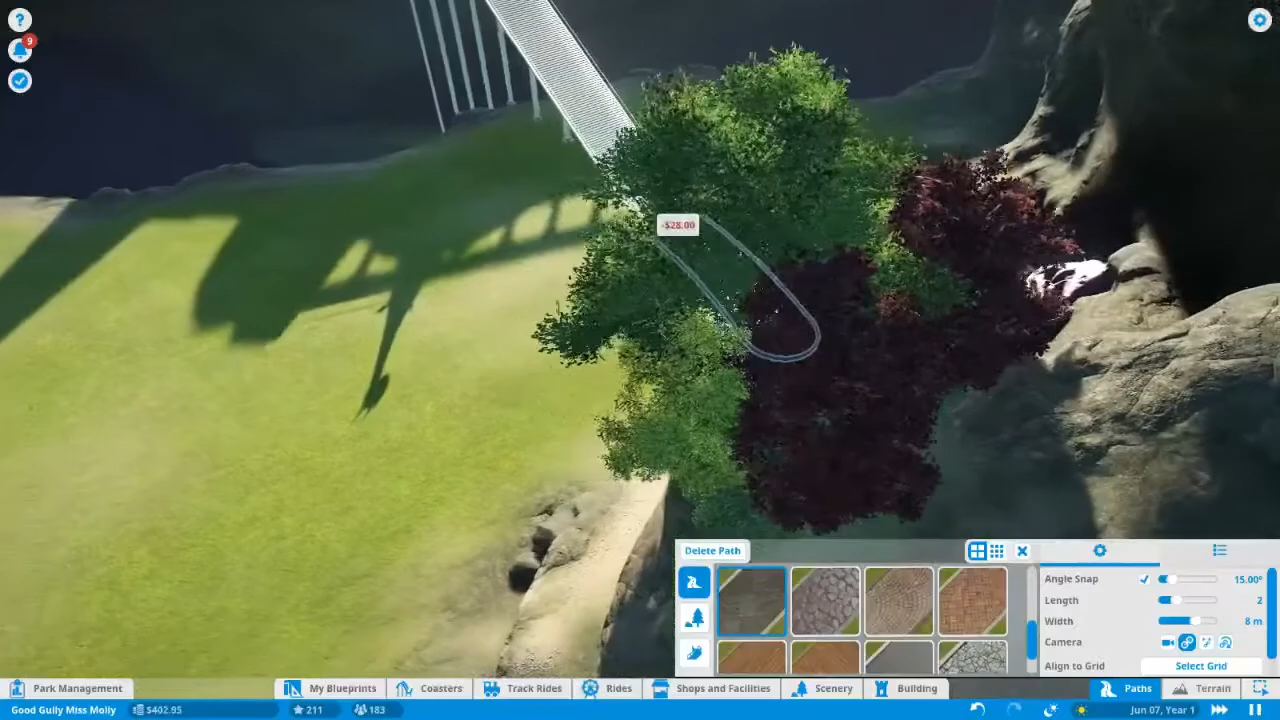 ?
9
-$28.00
Delete Path
Angle Snap 15.00°
Length 2
Width 8 m
Camera
Align to Grid Select Grid
Park Management My Blueprints Coasters Track Rides Rides Shops and Facilities Scenery Building Paths Terrain
Good Gully Miss Molly $402.95 211 183 Jun 07, Year 1